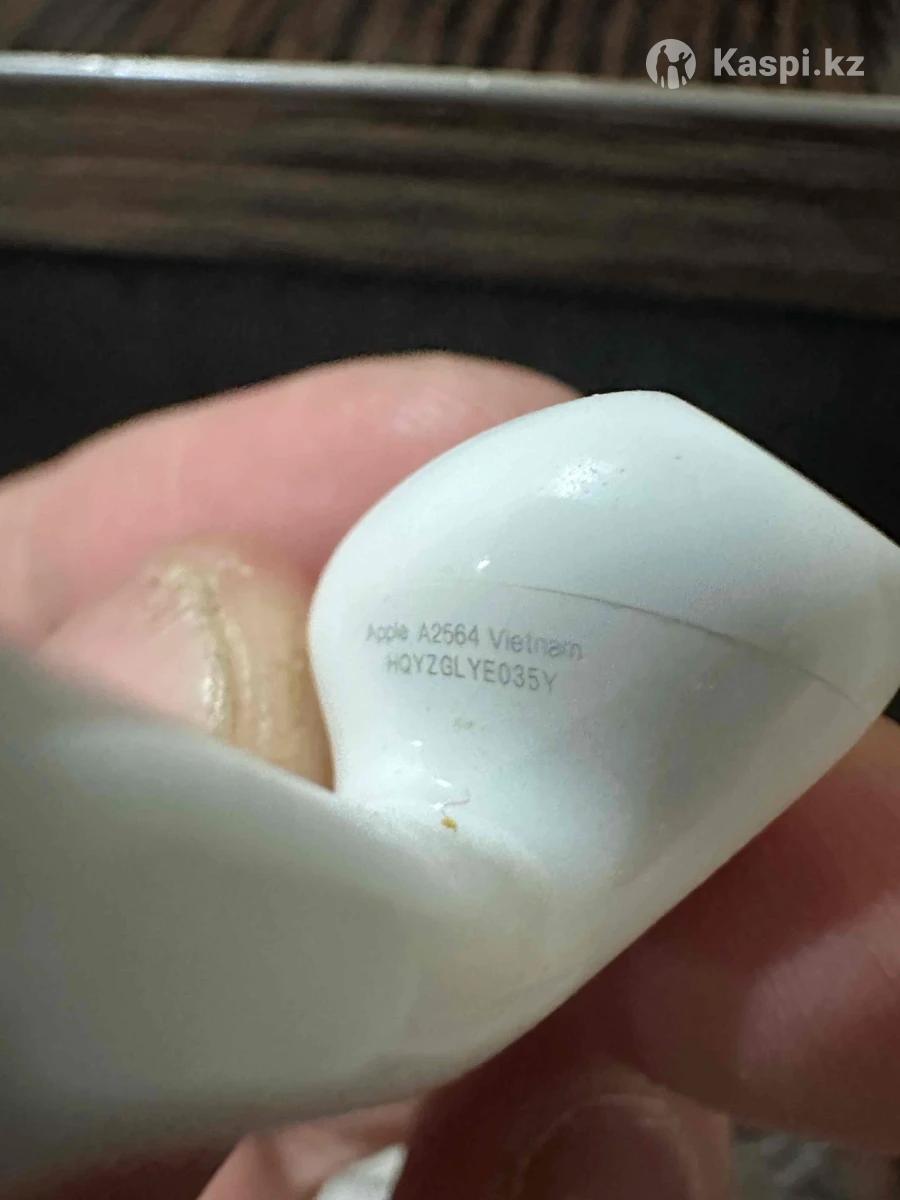 Kaspi.kz
Apple A2564 Vietnam
HQYZGLYE035Y